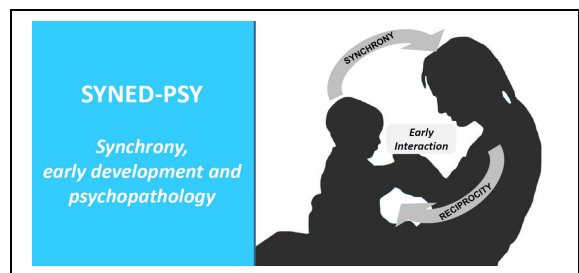 SYNED-PSY
Synchrony,
early development and
psychopathology
SYNCHRONY
Early
Interaction
RECIPROCITY